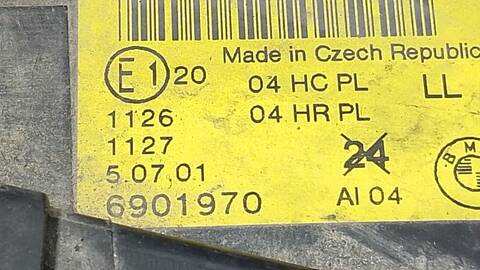 Made in Czech Republic
E1 20 04 HC PL LL
1126 04 HR PL
1127 24
5.07.01
6901970 AI 04
BM